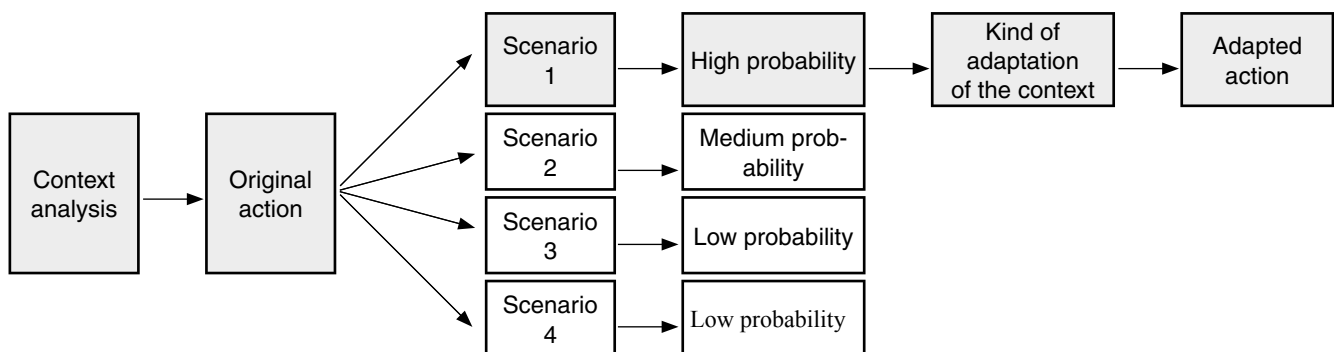 Context
analysis
Original
action
Scenario
1
High probability
Kind of
adaptation
of the context
Adapted
action
Scenario
2
Medium prob-
ability
Scenario
3
Low probability
Scenario
4
Low probability